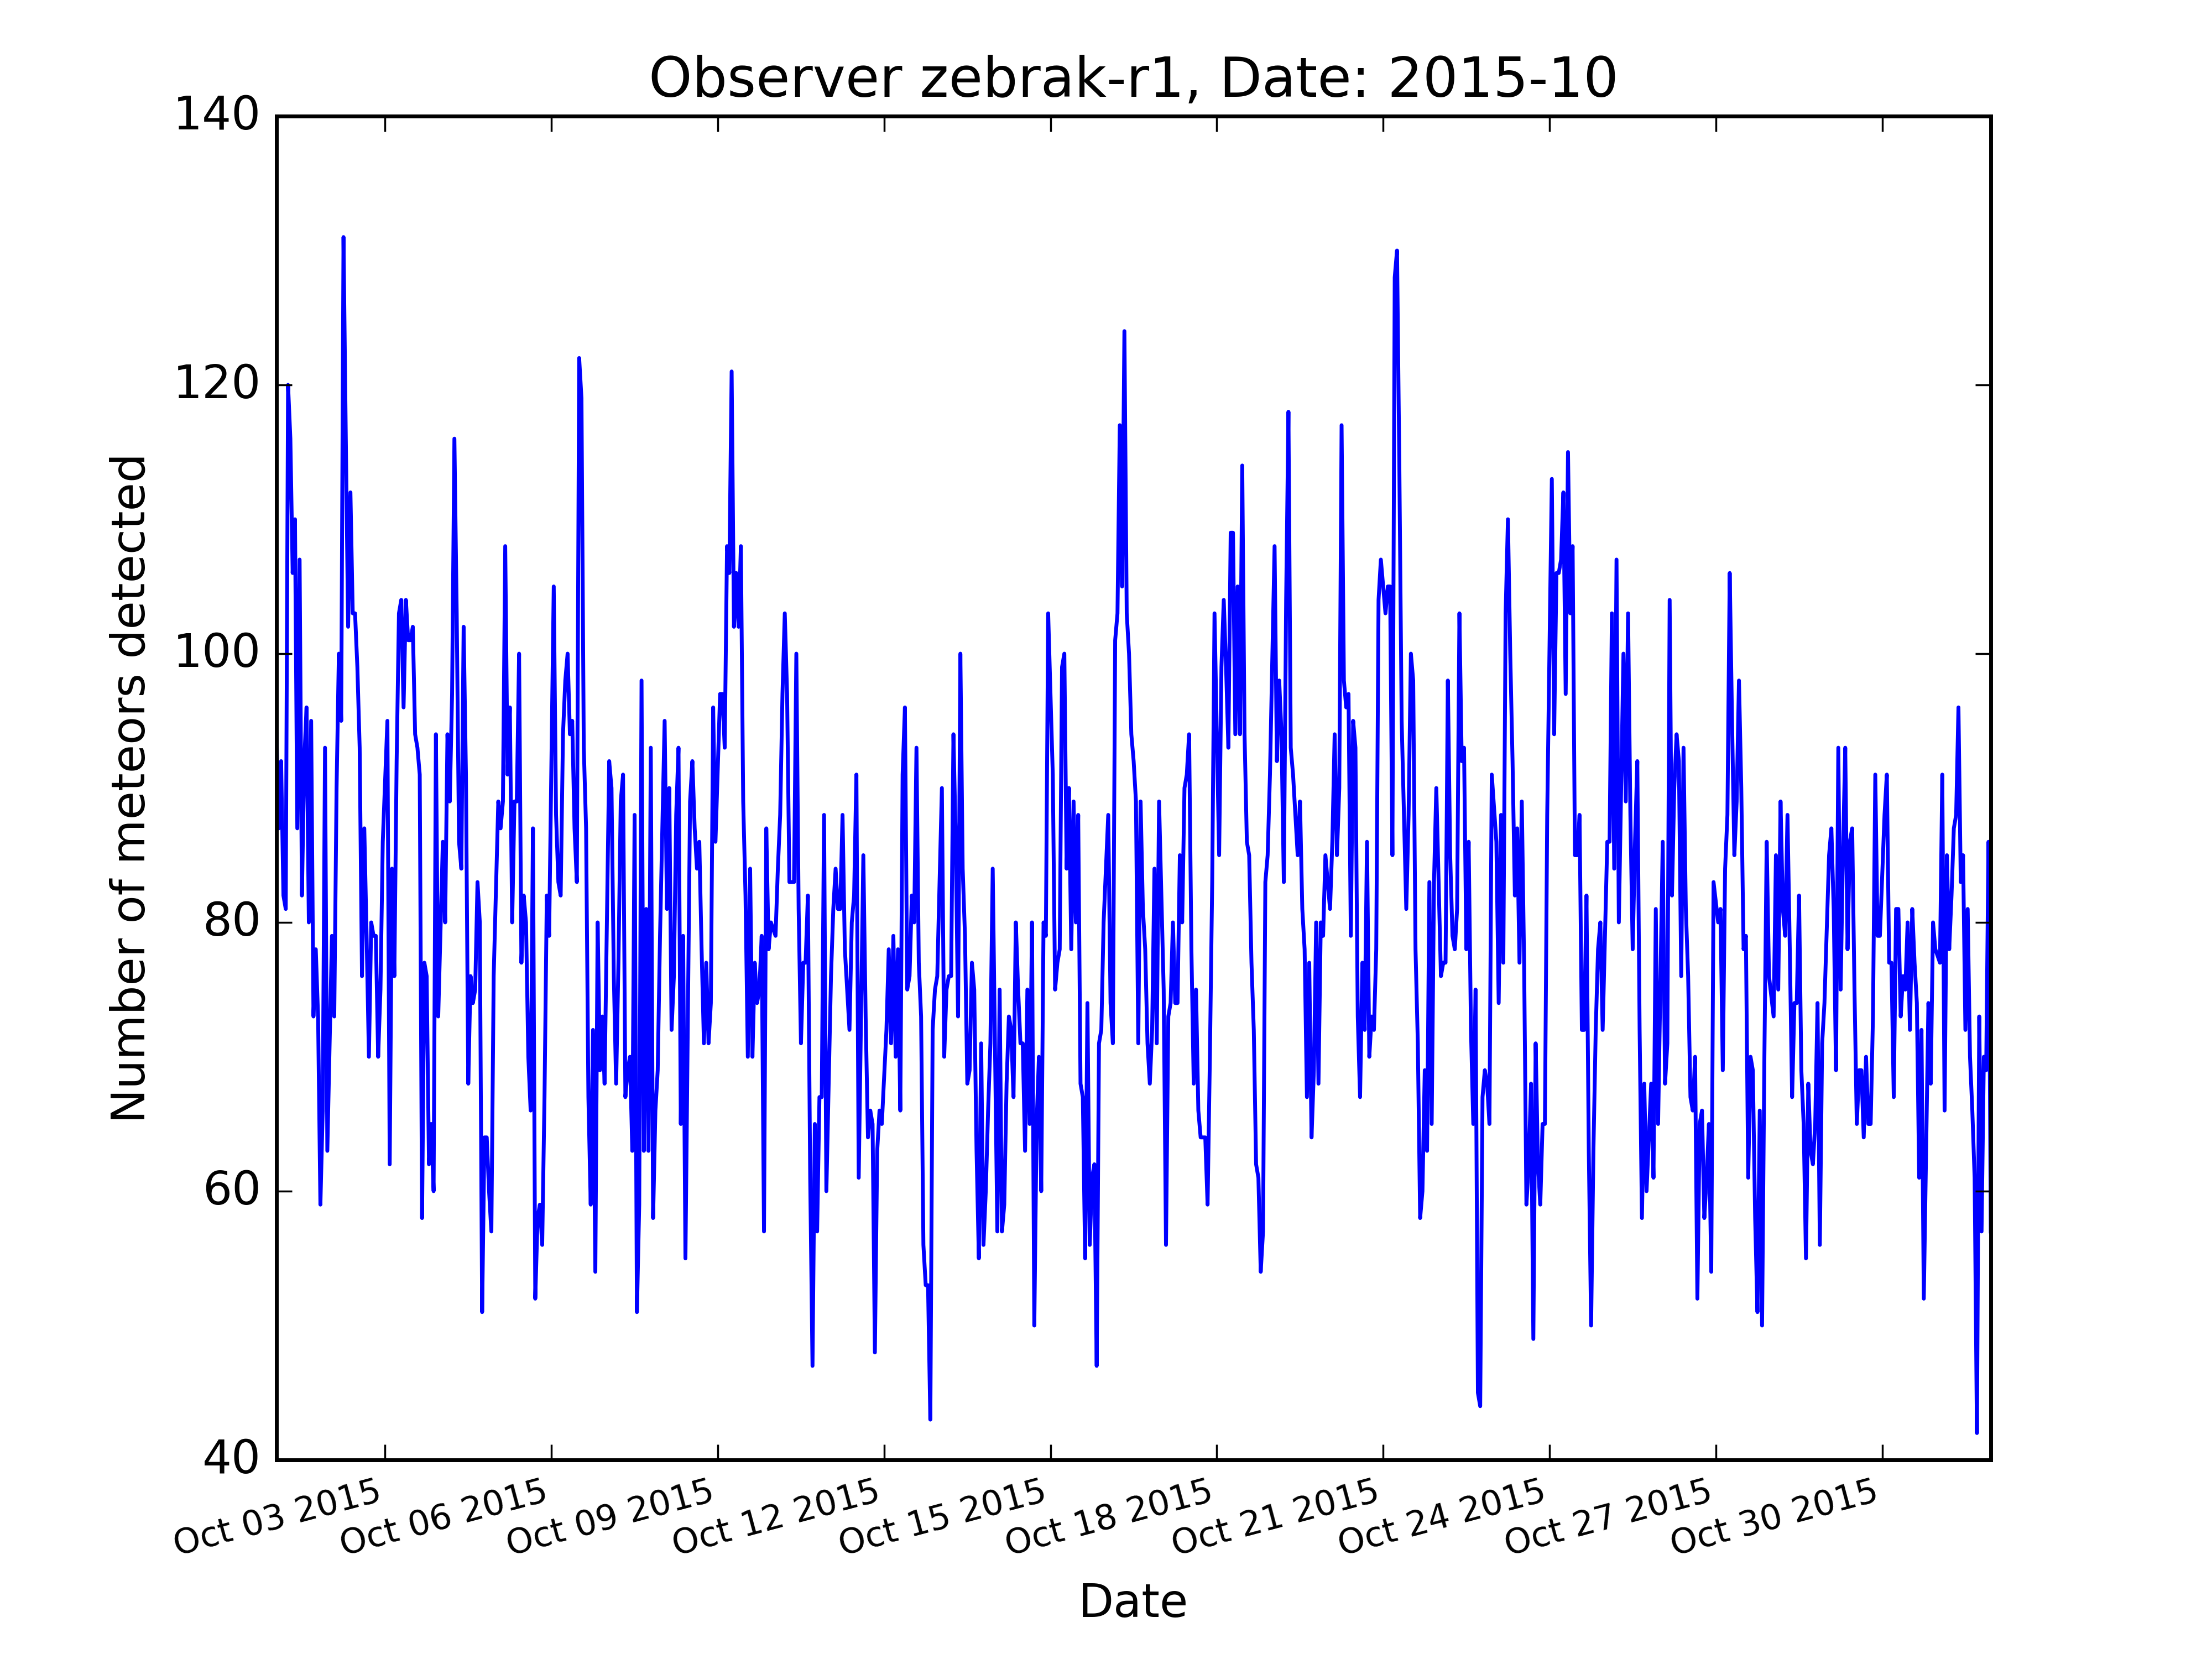 Observer zebrak-r1, Date: 2015-10
Number of meteors detected
140
120
100
80
60
40
Oct 03 2015
Oct 06 2015
Oct 09 2015
Oct 12 2015
Oct 15 2015
Oct 18 2015
Oct 21 2015
Oct 24 2015
Oct 27 2015
Oct 30 2015
Date